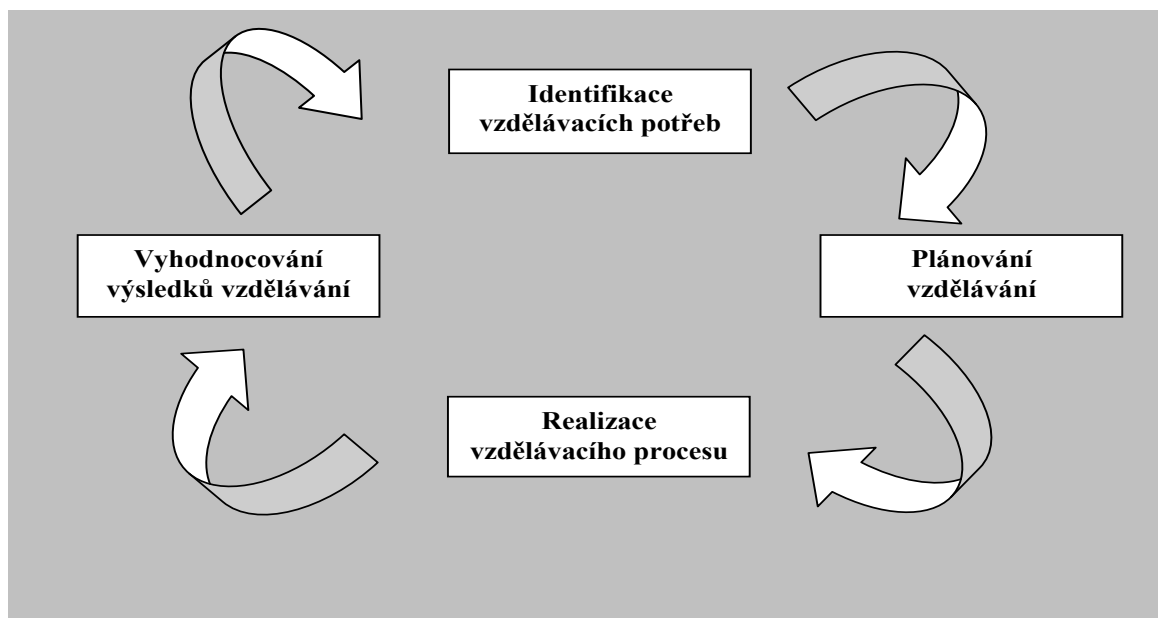 Identifikace
vzdělávacích potřeb
Vyhodnocování
výsledků vzdělávání
Plánování
vzdělávání
Realizace
vzdělávacího procesu